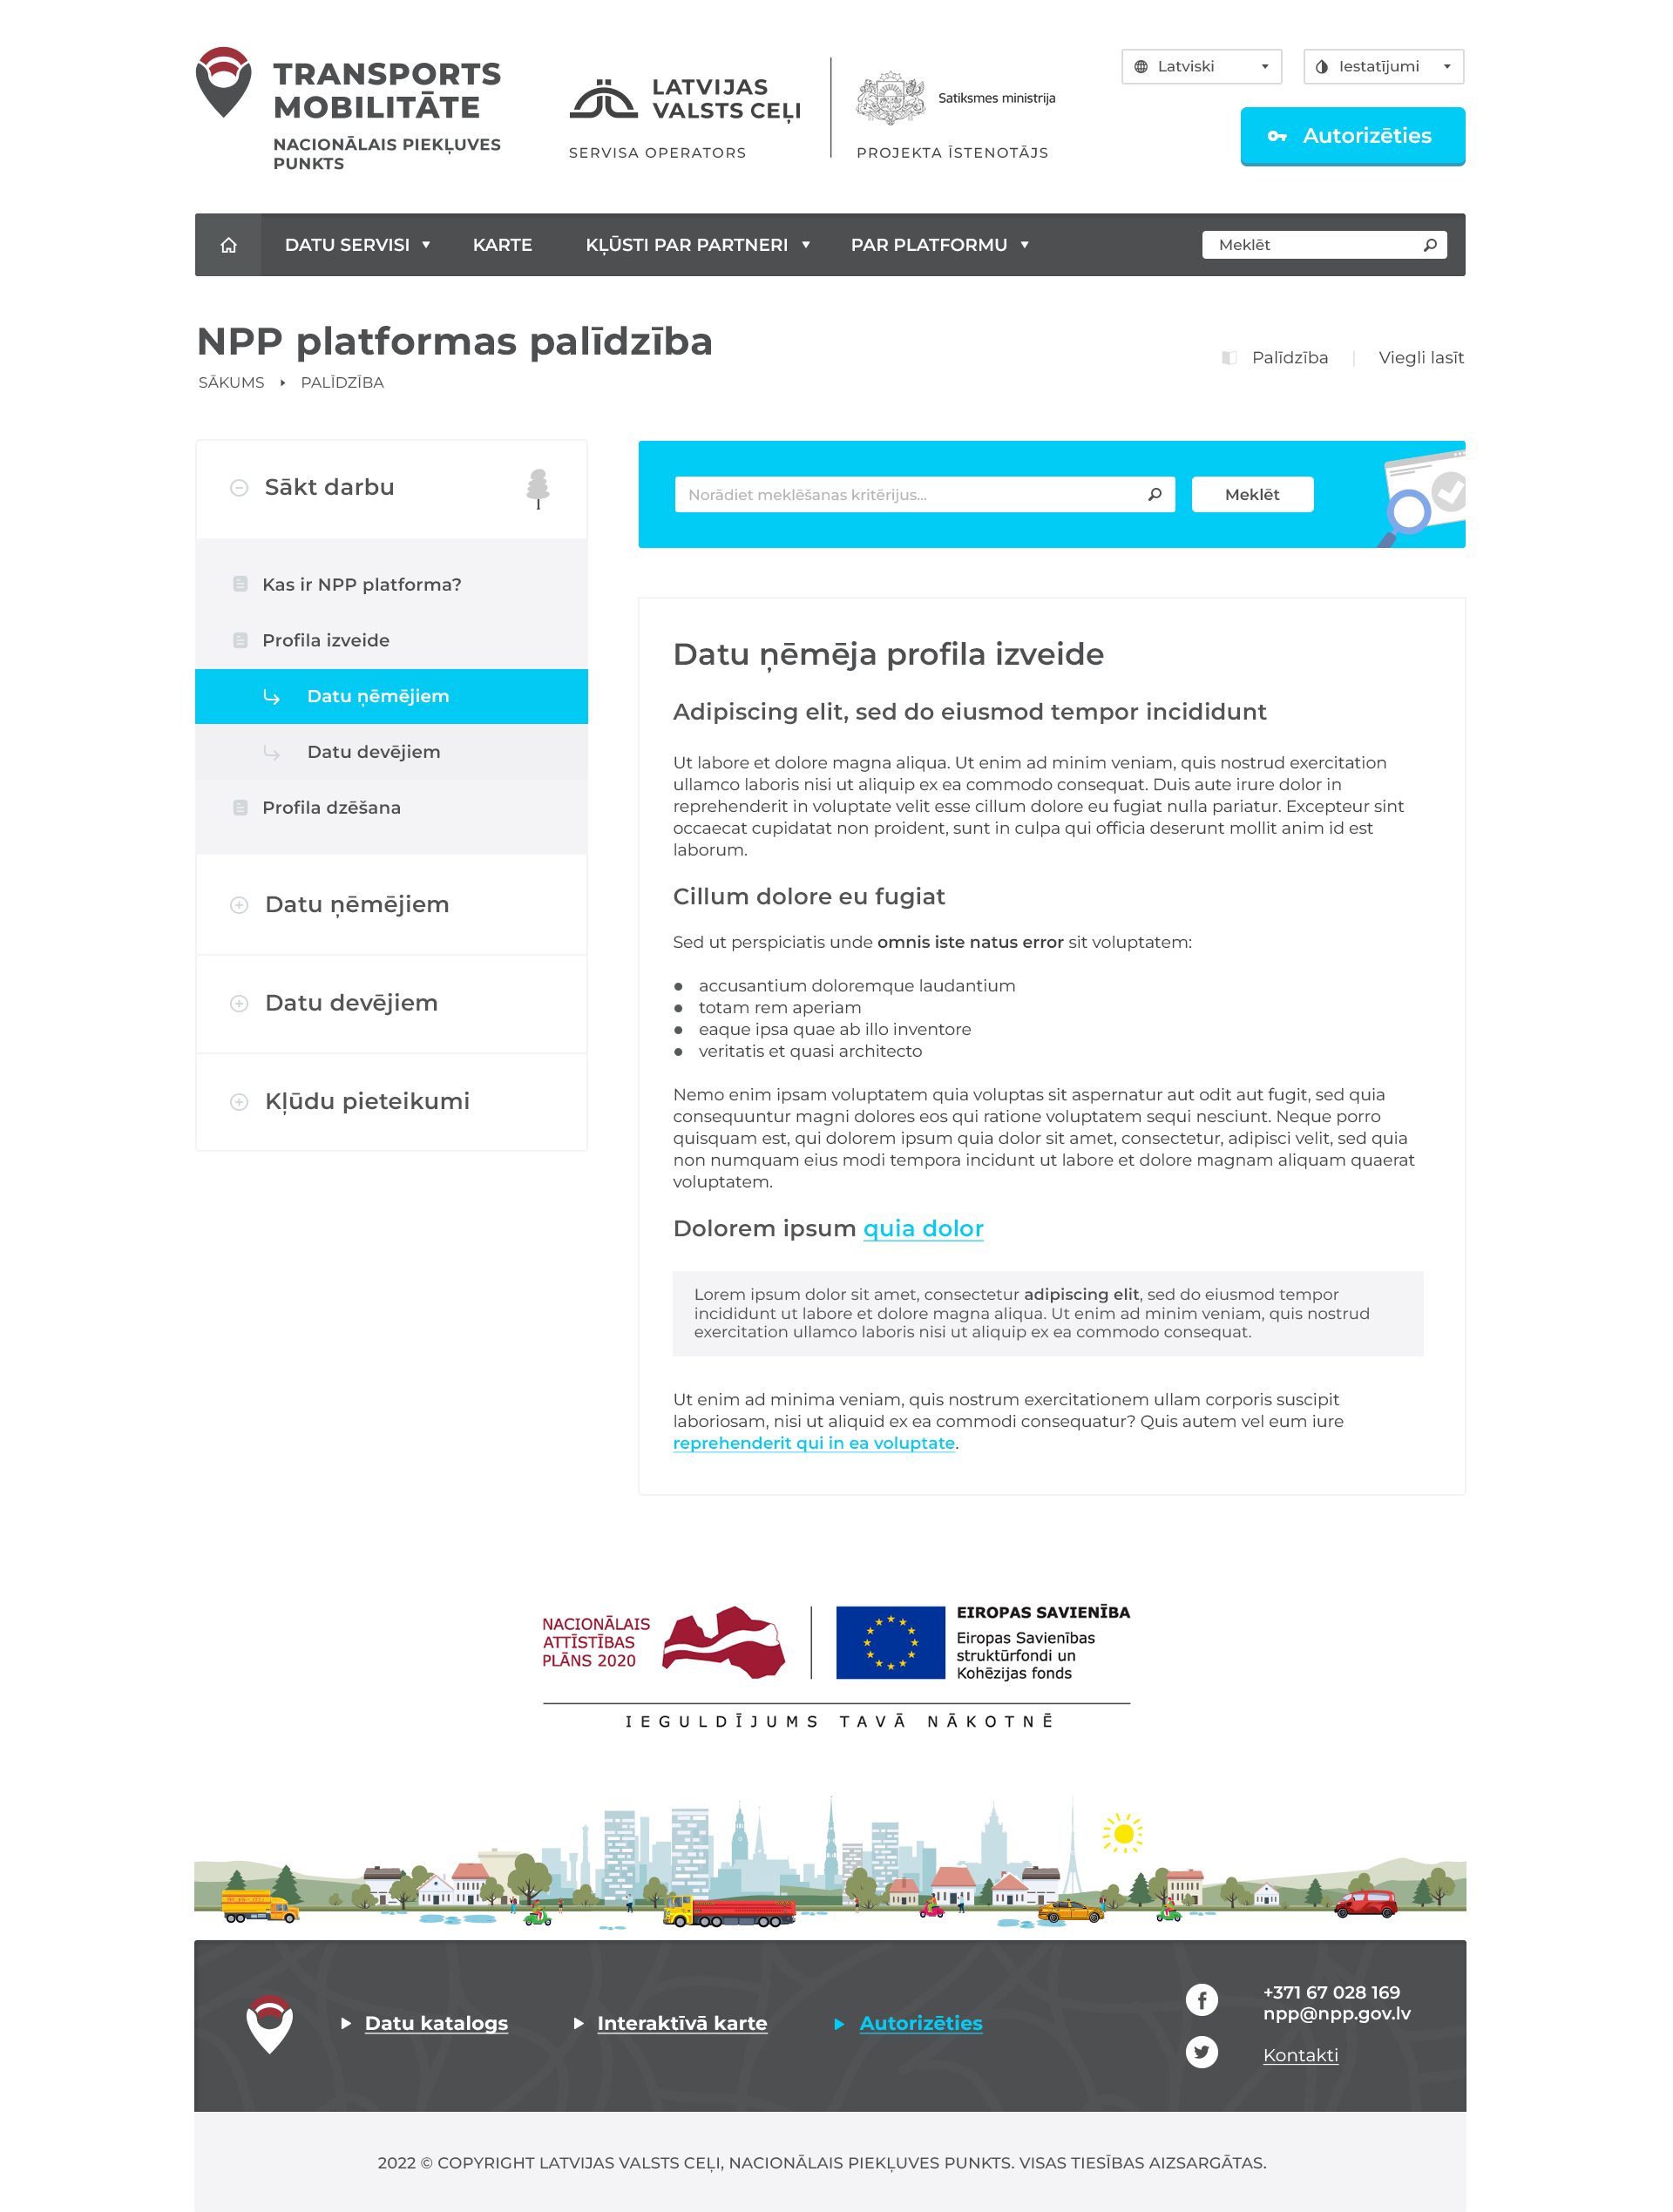 TRANSPORTS
MOBILITĀTE
NACIONĀLAIS PIEKĻUVES
PUNKTS
LATVIJAS
VALSTS CEĻI
SERVISA OPERATORS
Satiksmes ministrija
PROJEKTA ĪSTENOTĀJS
Latviski
Iestatījumi
Autorizēties
DATU SERVISI
KARTE
KĻŪSTI PAR PARTNERI
PAR PLATFORMU
Meklēt
NPP platformas palīdzība
SĀKUMS
PALĪDZĪBA
Palīdzība
Viegli lasīt
Sākt darbu
Kas ir NPP platforma?
Profila izveide
Datu ņēmējiem
Datu devējiem
Profila dzēšana
Datu ņēmējiem
Datu devējiem
Kļūdu pieteikumi
Norādiet meklēšanas kritērijus...
Meklēt
Datu ņēmēja profila izveide
Adipiscing elit, sed do eiusmod tempor incididunt
Ut labore et dolore magna aliqua. Ut enim ad minim veniam, quis nostrud exercitation
ullamco laboris nisi ut aliquip ex ea commodo consequat. Duis aute irure dolor in
reprehenderit in voluptate velit esse cillum dolore eu fugiat nulla pariatur. Excepteur sint
occaecat cupidatat non proident, sunt in culpa qui officia deserunt mollit anim id est
laborum.
Cillum dolore eu fugiat
Sed ut perspiciatis unde omnis iste natus error sit voluptatem:
accusantium doloremque laudantium
totam rem aperiam
eaque ipsa quae ab illo inventore
veritatis et quasi architecto
Nemo enim ipsam voluptatem quia voluptas sit aspernatur aut odit aut fugit, sed quia
consequuntur magni dolores eos qui ratione voluptatem sequi nesciunt. Neque porro
quisquam est, qui dolorem ipsum quia dolor sit amet, consectetur, adipisci velit, sed quia
non numquam eius modi tempora incidunt ut labore et dolore magnam aliquam quaerat
voluptatem.
Dolorem ipsum quia dolor
Lorem ipsum dolor sit amet, consectetur adipiscing elit, sed do eiusmod tempor
incididunt ut labore et dolore magna aliqua. Ut enim ad minim veniam, quis nostrud
exercitation ullamco laboris nisi ut aliquip ex ea commodo consequat.
Ut enim ad minima veniam, quis nostrum exercitationem ullam corporis suscipit
laboriosam, nisi ut aliquid ex ea commodi consequatur? Quis autem vel eum iure
reprehenderit qui in ea voluptate.
NACIONĀLAIS
ATTĪSTĪBAS
PLĀNS 2020
EIROPAS SAVIENĪBA
Eiropas Savienības
struktūrfondi un
Kohēzijas fonds
IEGULDĪJUMS TAVĀ NĀKOTNĒ
Datu katalogs
Interaktīvā karte
Autorizēties
+371 67 028 169
npp@npp.gov.lv
Kontakti
2022 © COPYRIGHT LATVIJAS VALSTS CEĻI, NACIONĀLAIS PIEKĻUVES PUNKTS. VISAS TIESĪBAS AIZSARGĀTAS.